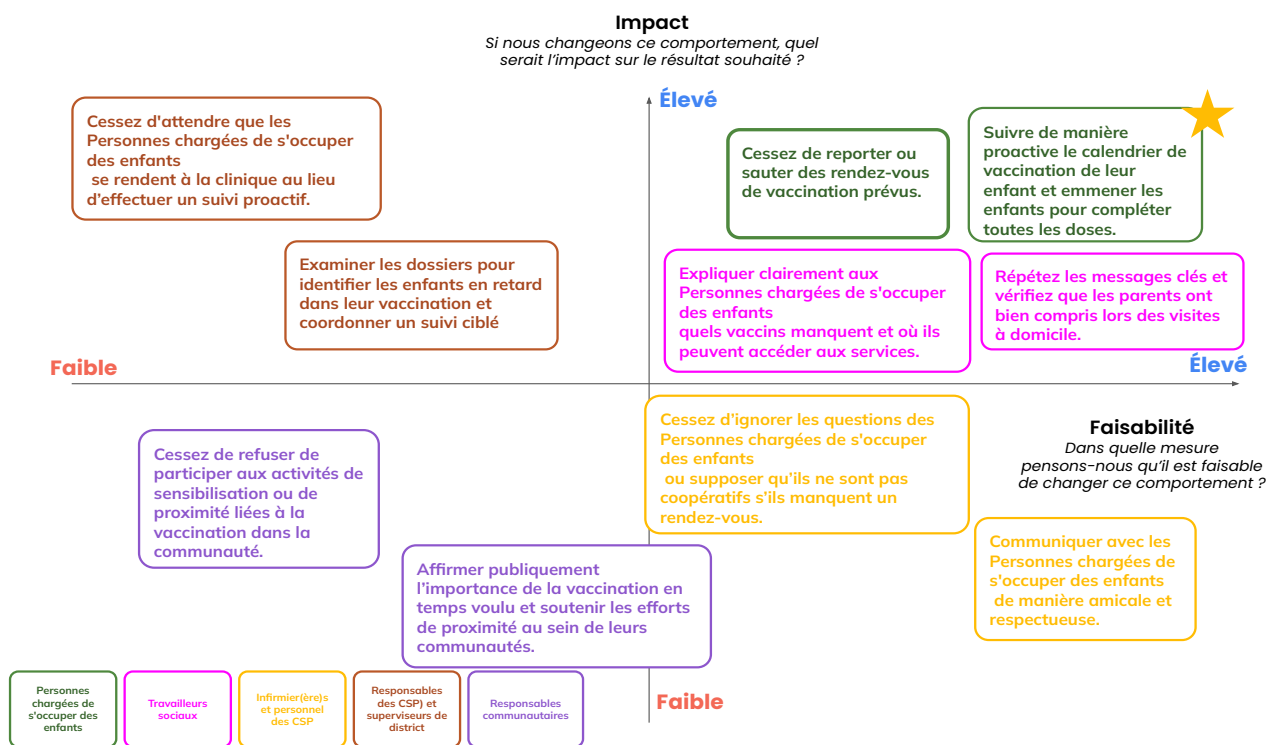 Impact
Si nous changeons ce comportement, quel
serait l’impact sur le résultat souhaité ?
Élevé
Cessez d'attendre que les
Personnes chargées de s'occuper
des enfants
se rendent à la clinique au lieu
d’effectuer un suivi proactif.
Cessez de reporter ou
sauter des rendez-vous
de vaccination prévus.
Suivre de manière
proactive le calendrier de
vaccination de leur
enfant et emmener les
enfants pour compléter
toutes les doses.
Examiner les dossiers pour
identifier les enfants en retard
dans leur vaccination et
coordonner un suivi ciblé
Expliquer clairement aux
Personnes chargées de s'occuper
des enfants
quels vaccins manquent et où ils
peuvent accéder aux services.
Répétez les messages clés et
vérifiez que les parents ont
bien compris lors des visites
à domicile.
Faible
Élevé
Faisabilité
Dans quelle mesure
pensons-nous qu’il est faisable
de changer ce comportement ?
Cessez de refuser de
participer aux activités de
sensibilisation ou de
proximité liées à la
vaccination dans la
communauté.
Cessez d’ignorer les questions des
Personnes chargées de s'occuper
des enfants
ou supposer qu’ils ne sont pas
coopératifs s’ils manquent un
rendez-vous.
Affirmer publiquement
l’importance de la vaccination en
temps voulu et soutenir les efforts
de proximité au sein de leurs
communautés.
Communiquer avec les
Personnes chargées de
s'occuper des enfants
de manière amicale et
respectueuse.
Personnes
chargées de
s'occuper des
enfants
Travailleurs
sociaux
Infirmier(ère)s
et personnel
des CSP
Responsables
des CSP) et
superviseurs de
district
Responsables
communautaires
Faible